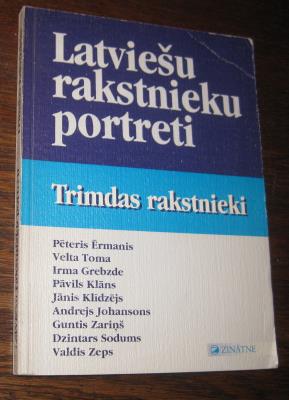 Latviešu
rakstnieku
portreti
Trimdas rakstnieki
Pēteris Ērmanis
Velta Toma
Irma Grebzde
Pāvils Klāns
Jānis Klīdzējs
Andrejs Johansons
Guntis Zariņš
Dzintars Sodums
Valdis Zeps
ZINĀTNE